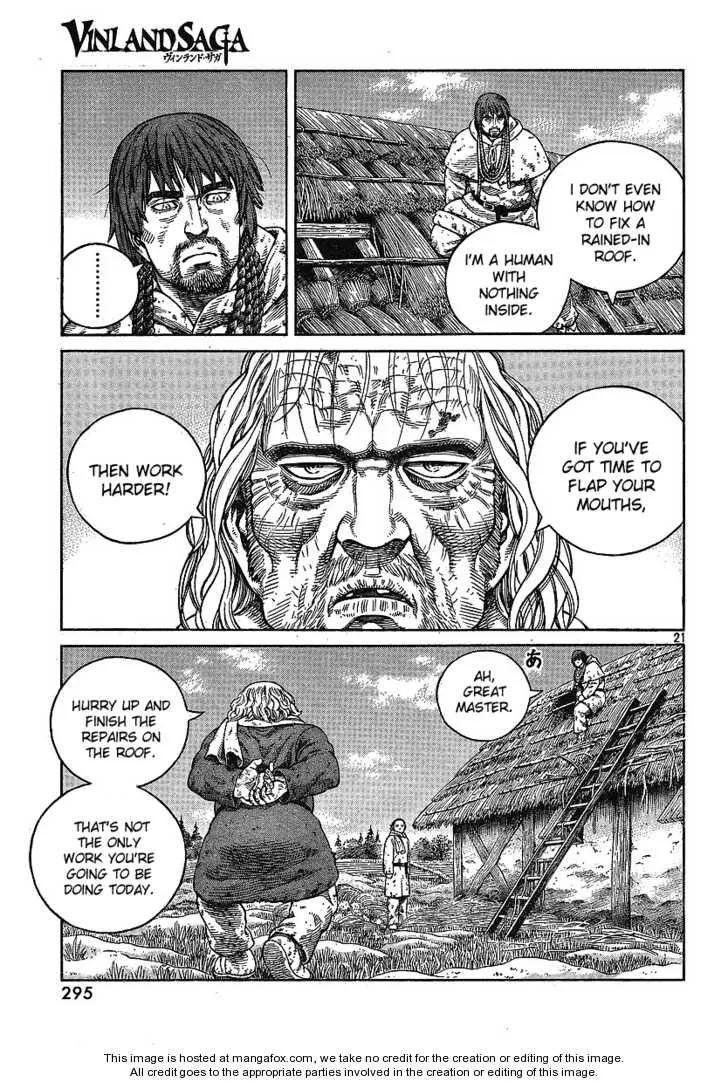 VINLAND SAGA
ヴィンランド・サガ
I DON'T EVEN
KNOW HOW
TO FIX A
RAINED-IN
ROOF.
I'M A HUMAN
WITH
NOTHING
INSIDE.
………
IF YOU'VE
GOT TIME TO
FLAP YOUR
MOUTHS,
THEN WORK
HARDER!
21
あ
AH,
GREAT
MASTER.
HURRY UP AND
FINISH THE
REPAIRS ON
THE ROOF.
THAT'S NOT
THE ONLY
WORK YOU'RE
GOING TO BE
DOING TODAY.
295
This image is hosted at mangafox.com, we take no credit for the creation or editing of this image.
All credit goes to the appropriate parties involved in the creation or editing of this image.